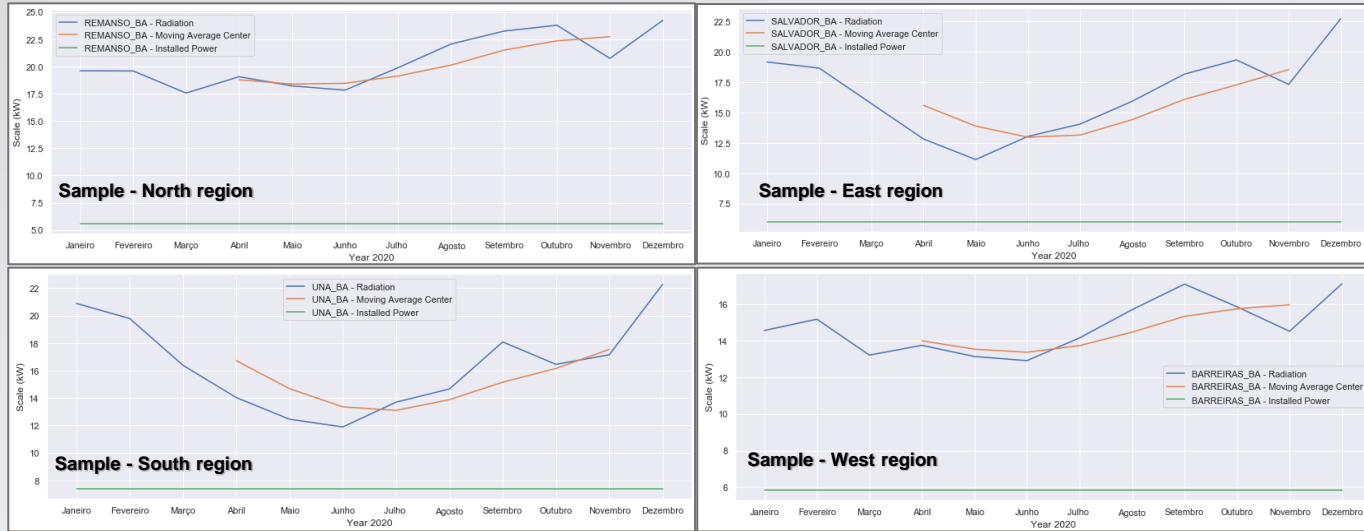 REMANSO_BA - Radiation
REMANSO_BA - Moving Average Center
REMANSO_BA - Installed Power
25.0
22.5
20.0
17.5
15.0
12.5
10.0
7.5
5.0
Scale (kW)
Sample - North region
Janeiro Fevereiro Março Abril Maio Junho Julho Agosto Setembro Outubro Novembro Dezembro
Year 2020
SALVADOR_BA - Radiation
SALVADOR_BA - Moving Average Center
SALVADOR_BA - Installed Power
22.5
20.0
17.5
15.0
12.5
10.0
7.5
Scale (kW)
Sample - East region
Janeiro Fevereiro Março Abril Maio Junho Julho Agosto Setembro Outubro Novembro Dezembro
Year 2020
UNA_BA - Radiation
UNA_BA - Moving Average Center
UNA_BA - Installed Power
22
20
18
16
14
12
10
8
Scale (kW)
Sample - South region
Janeiro Fevereiro Março Abril Maio Junho Julho Agosto Setembro Outubro Novembro Dezembro
Year 2020
16
14
12
10
8
6
Scale (kW)
BARREIRAS_BA - Radiation
BARREIRAS_BA - Moving Average Center
BARREIRAS_BA - Installed Power
Sample - West region
Janeiro Fevereiro Março Abril Maio Junho Julho Agosto Setembro Outubro Novembro Dezembro
Year 2020